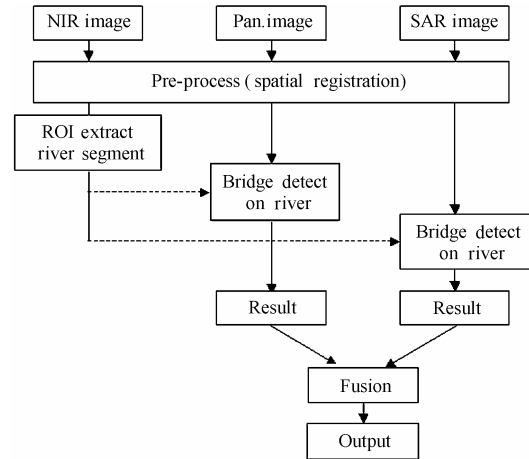 NIR image
Pan.image
SAR image
Pre-process ( spatial registration)
ROI extract
river segment
Bridge detect
on river
Bridge detect
on river
Result
Result
Fusion
Output